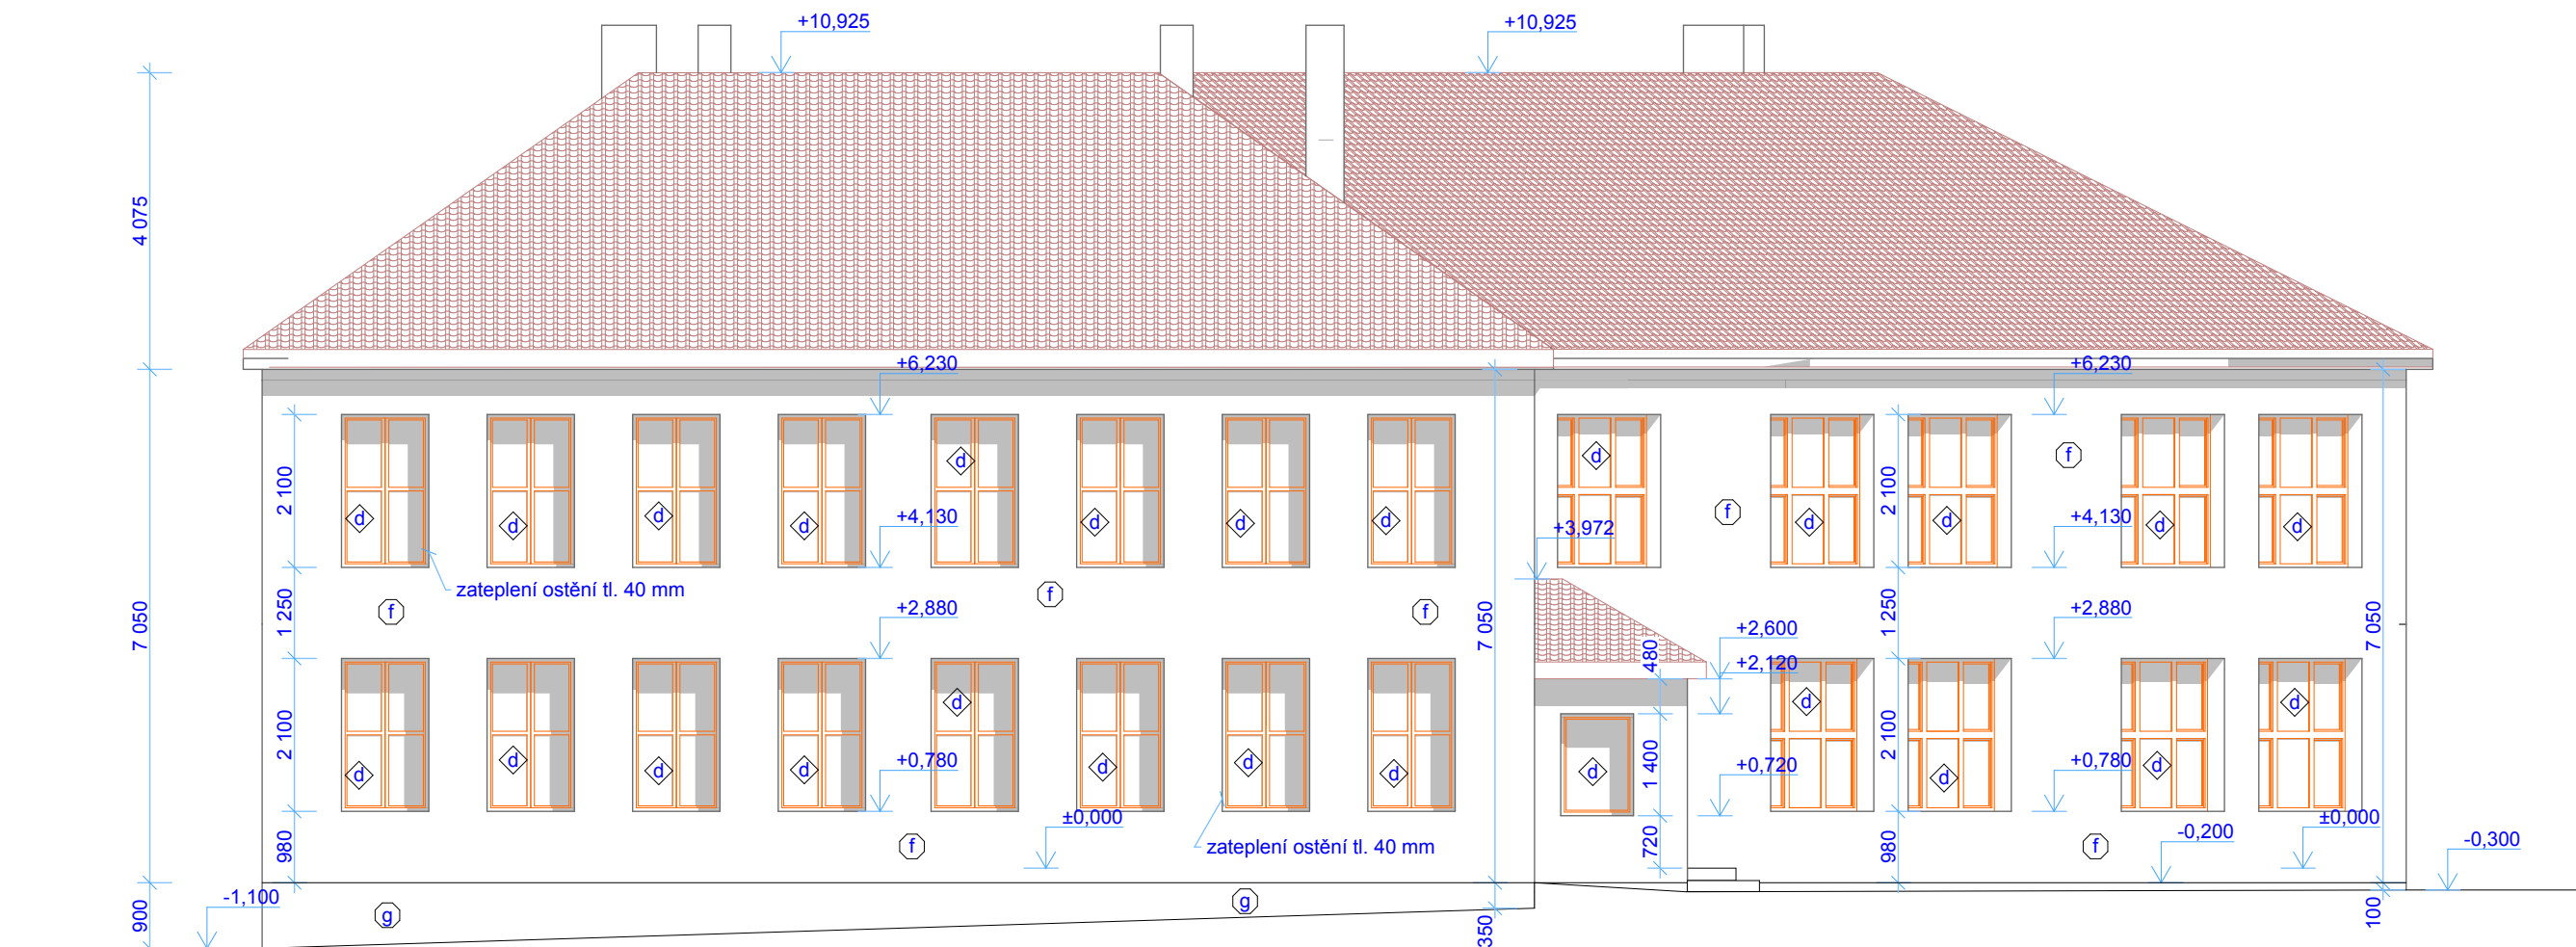 +10,925
+10,925
4 075
+6,230
+6,230
d
d
f
2 100
2 100
d
d
d
d
d
d
d
f
d
d
d
d
+4,130
+4,130
+3,972
zateplení ostění tl. 40 mm
f
f
f
1 250
7 050
7 050
1 250
7 050
+2,880
+2,880
+2,600
480
+2,120
d
d
d
2 100
1 400
2 100
d
d
d
d
d
d
d
d
d
d
+0,780
+0,720
+0,780
±0,000
±0,000
980
f
zateplení ostění tl. 40 mm
720
980
f
-0,200
-0,300
-1,100
900
g
g
350
100